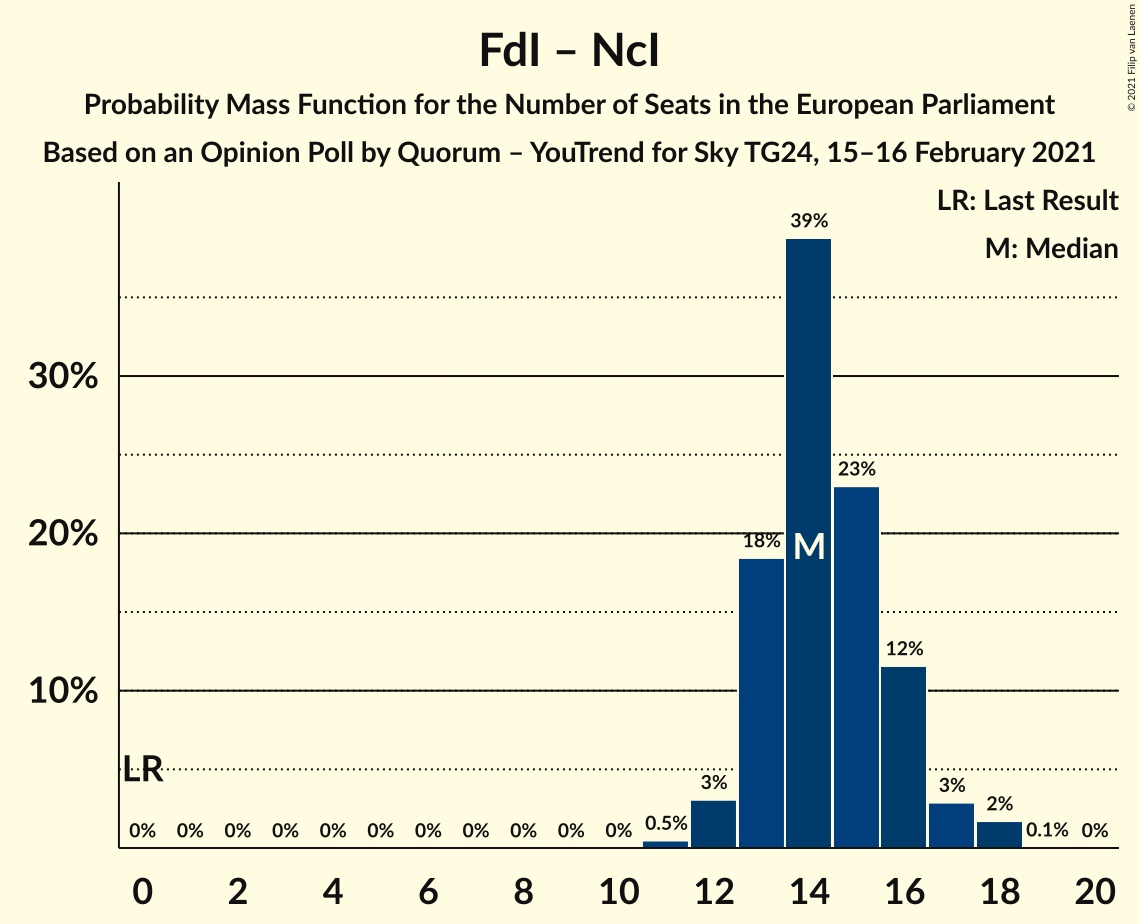 FdI – NcI
Probability Mass Function for the Number of Seats in the European Parliament
Based on an Opinion Poll by Quorum – YouTrend for Sky TG24, 15–16 February 2021
© 2021 Filip van Laenen
LR: Last Result
M: Median
39%
30%
23%
20%
18%
M
12%
10%
LR
3%
3%
2%
0% 0% 0% 0% 0% 0% 0% 0% 0% 0% 0% 0.5% 0.1% 0%
0 2 4 6 8 10 12 14 16 18 20